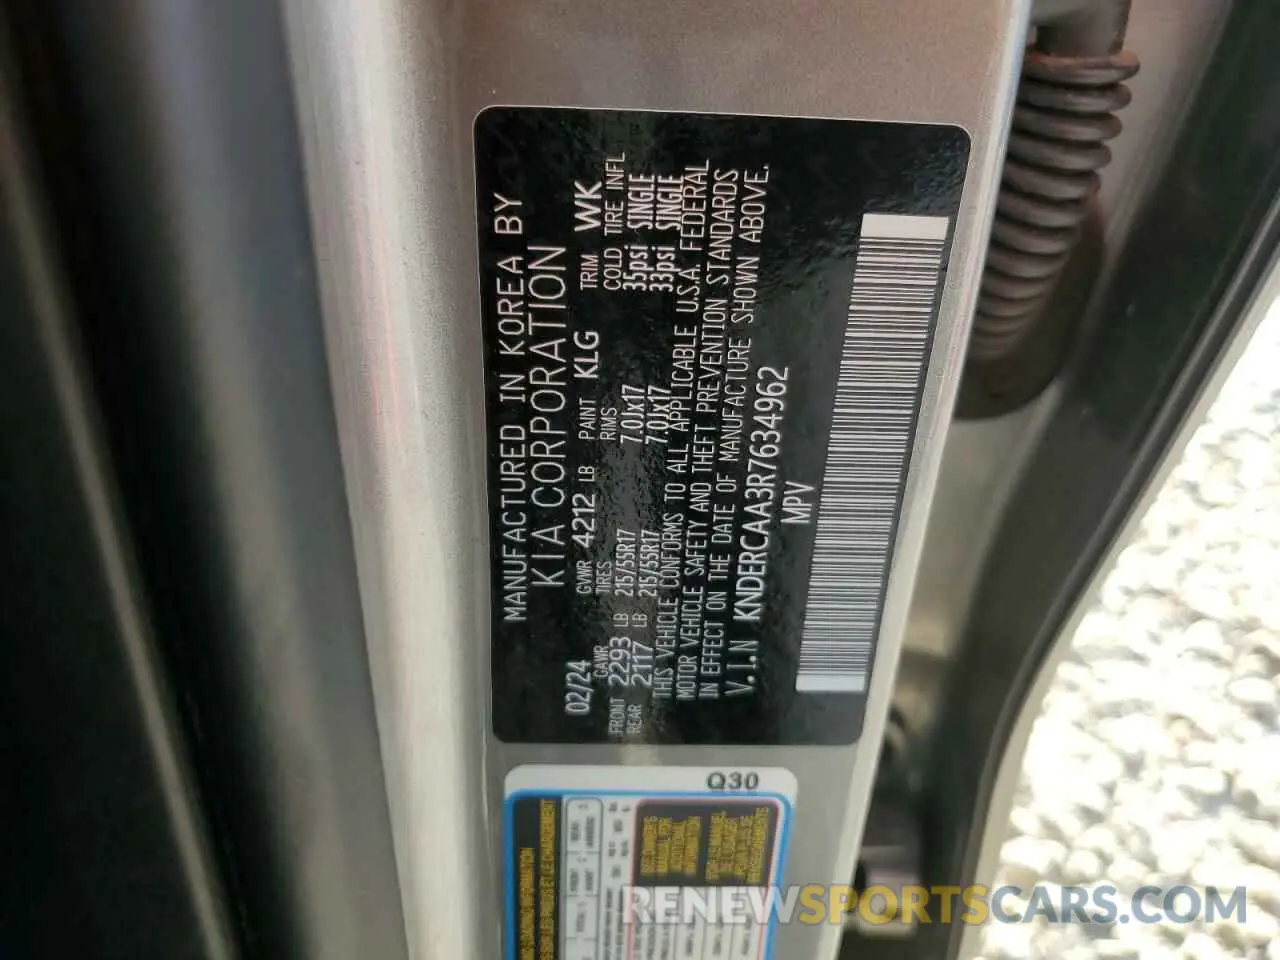 MANUFACTURED IN KOREA BY
KIA CORPORATION
02/24 GVWR 4212 LB PAINT KLG TRIM WK
GAWR TIRES RIMS COLD TIRE INFL
FRONT 2293 LB 215/55R17 7.0Jx17 35psi SINGLE
REAR 2117 LB 215/55R17 7.0Jx17 33psi SINGLE
THIS VEHICLE CONFORMS TO ALL APPLICABLE U.S.A. FEDERAL
MOTOR VEHICLE SAFETY AND THEFT PREVENTION STANDARDS
IN EFFECT ON THE DATE OF MANUFACTURE SHOWN ABOVE.
V.I.N KNDERCAA3R7634962
MPV
Q30
RENEWSPORTSCARS.COM